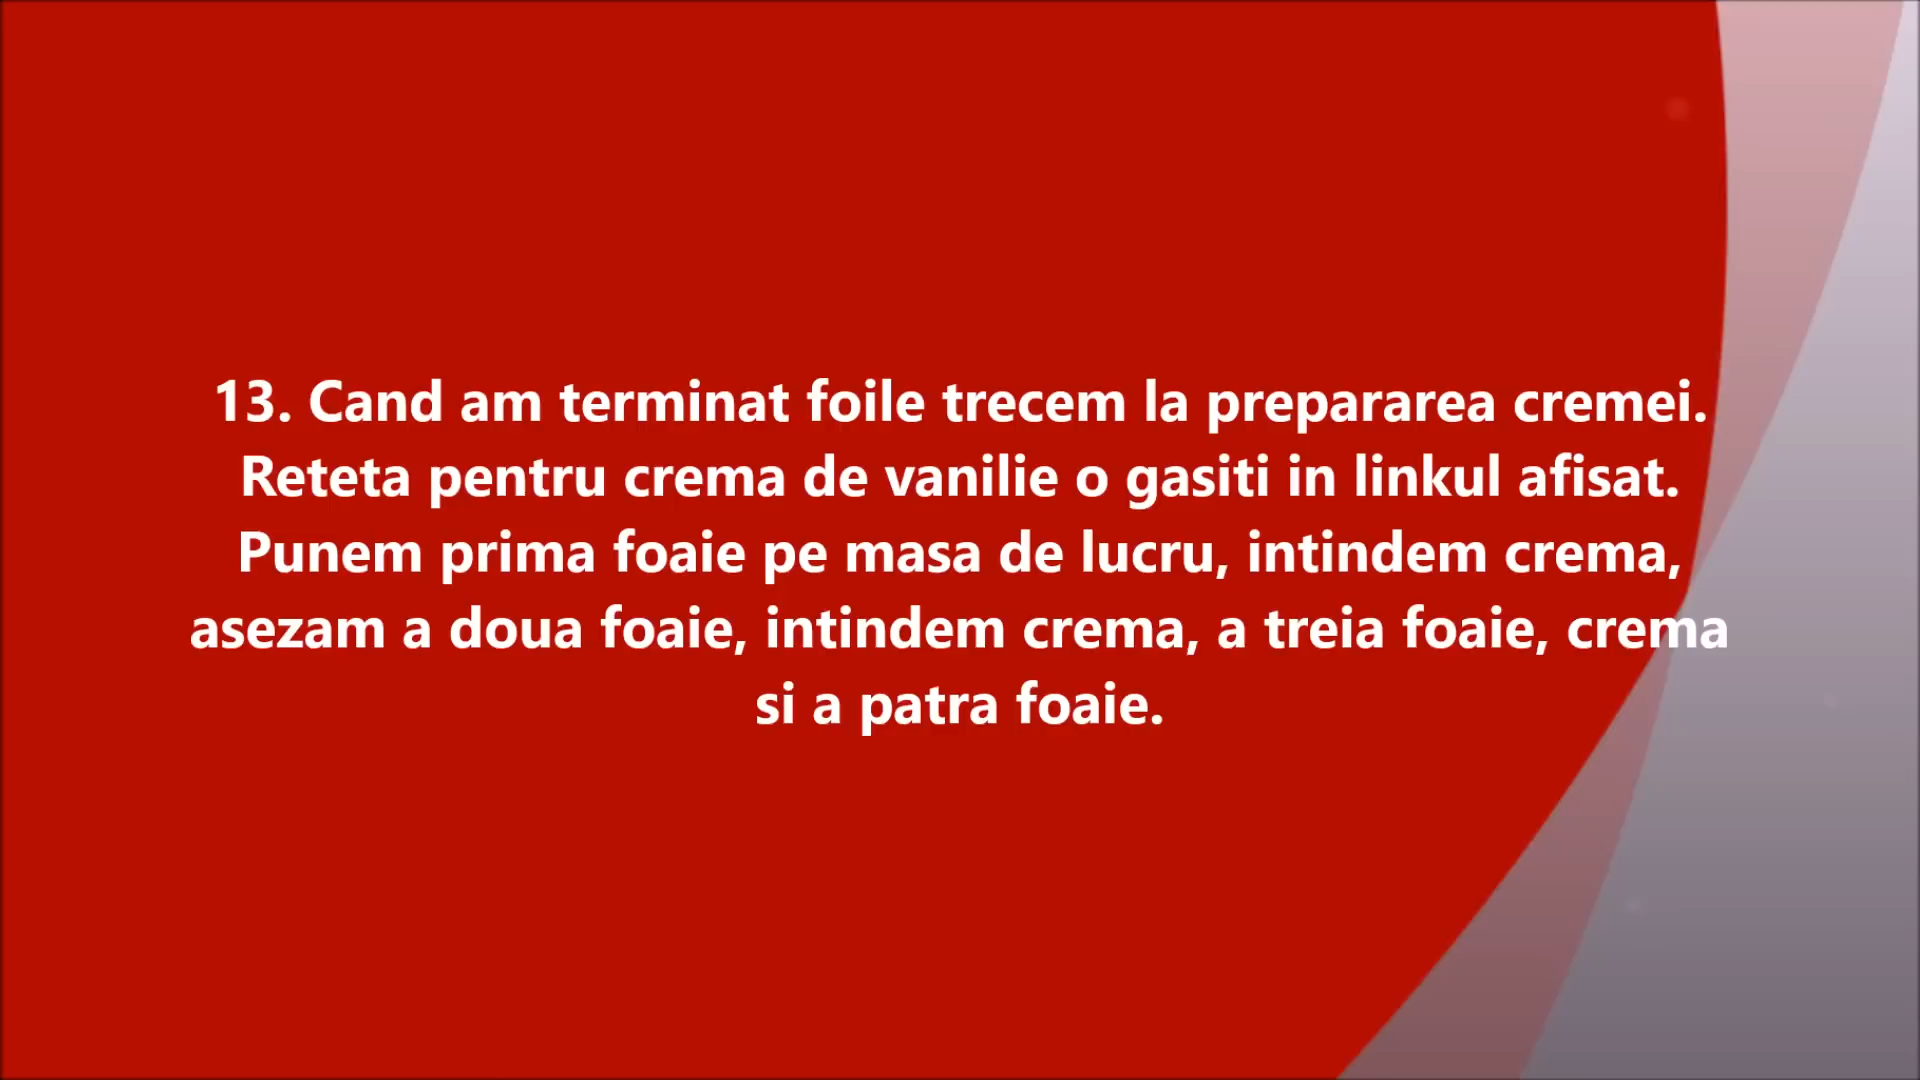 13. Cand am terminat foile trecem la prepararea cremei.
Reteta pentru crema de vanilie o gasiti in linkul afisat.
Punem prima foaie pe masa de lucru, intindem crema,
asezam a doua foaie, intindem crema, a treia foaie, crema
si a patra foaie.